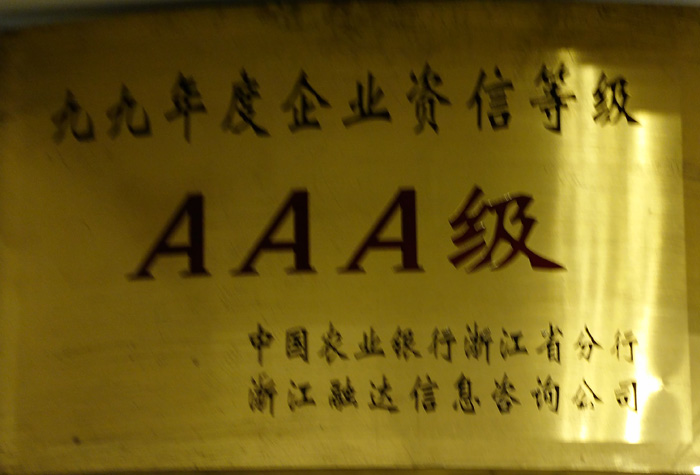 九九年度企业资信等级
AAA级
中国农业银行浙江省分行
浙江融达信息咨询公司